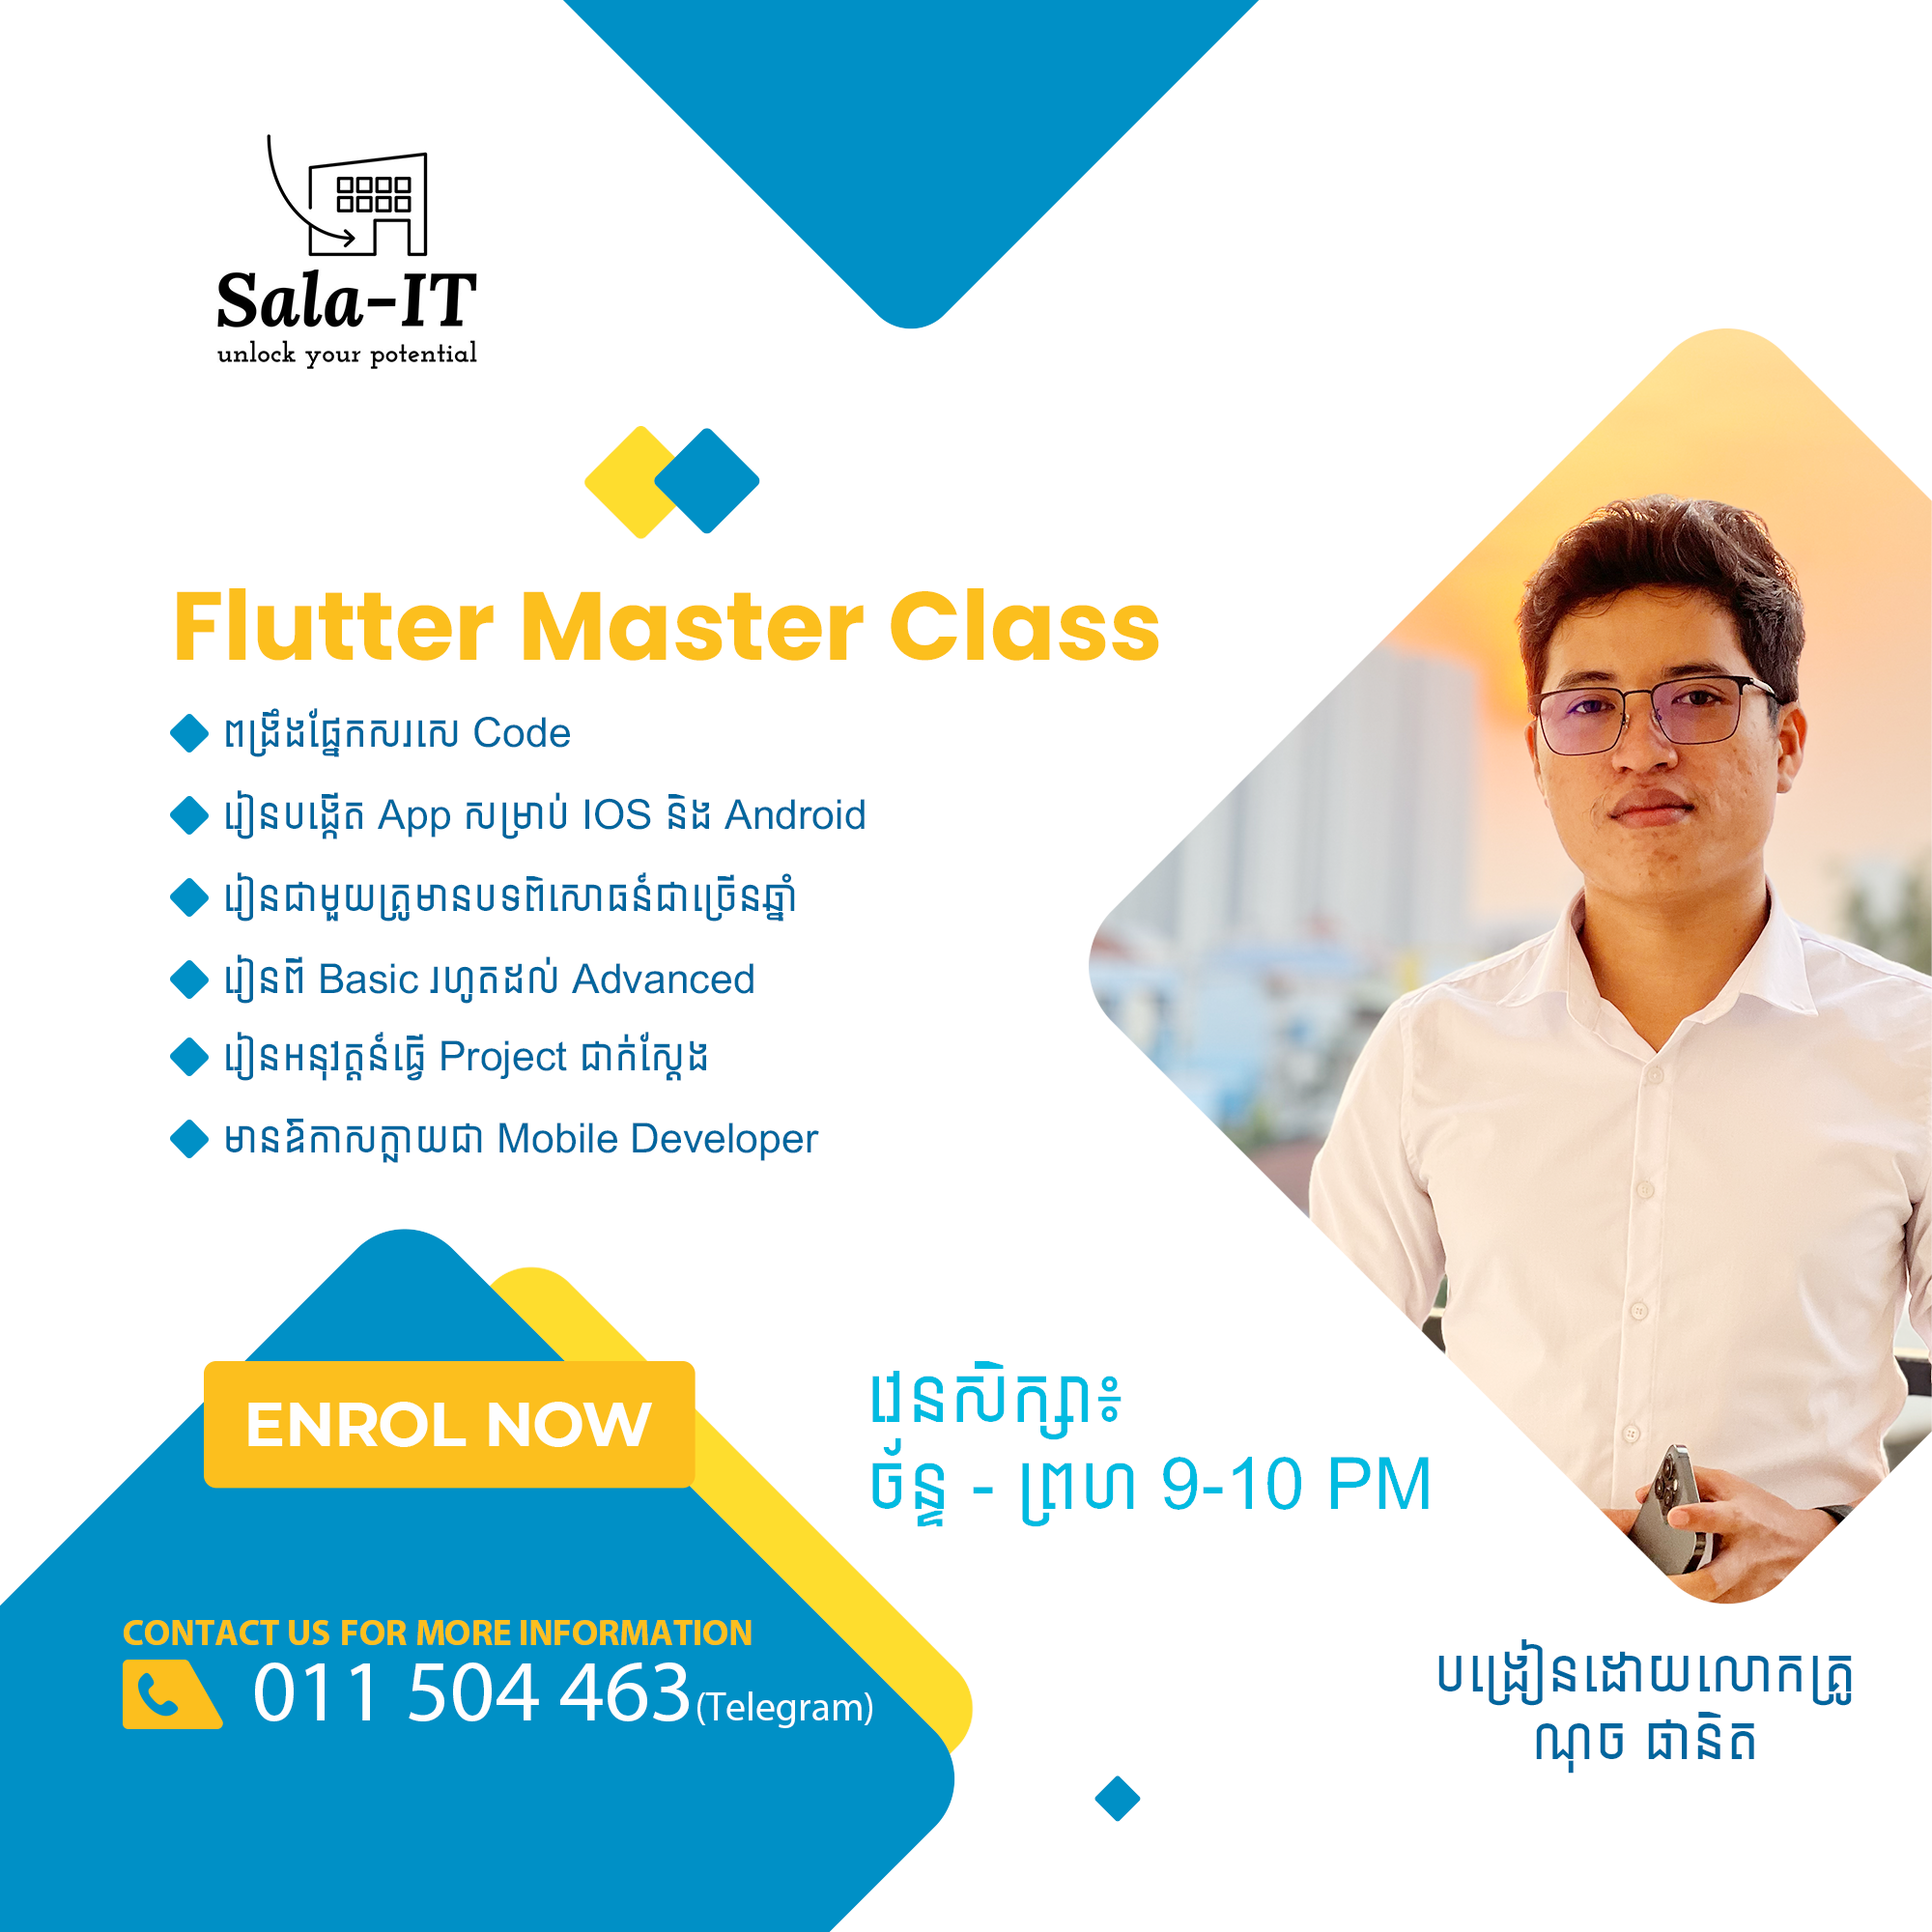 Sala-IT
unlock your potential
Flutter Master Class
ពង្រឹងផ្នែកសរសេ Code
រៀនបង្កើត App សម្រាប់ IOS និង Android
រៀនជាមួយគ្រូមានបទពិសោធន៍ជាច្រើនឆ្នាំ
រៀនពី Basic រហូតដល់ Advanced
រៀនអនុវត្តន៍ធ្វើ Project ជាក់ស្តែង
មានឱកាសក្លាយជា Mobile Developer
ENROL NOW
វេនសិក្សា៖
ច័ន្ទ - ព្រហ 9-10 PM
CONTACT US FOR MORE INFORMATION
011 504 463 (Telegram)
បង្រៀនដោយលោកគ្រូ
ណុច ផានិត